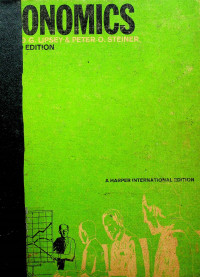 ONOMICS
G. LIPSEY & PETER O. STEINER
EDITION
A HARPER INTERNATIONAL EDITION